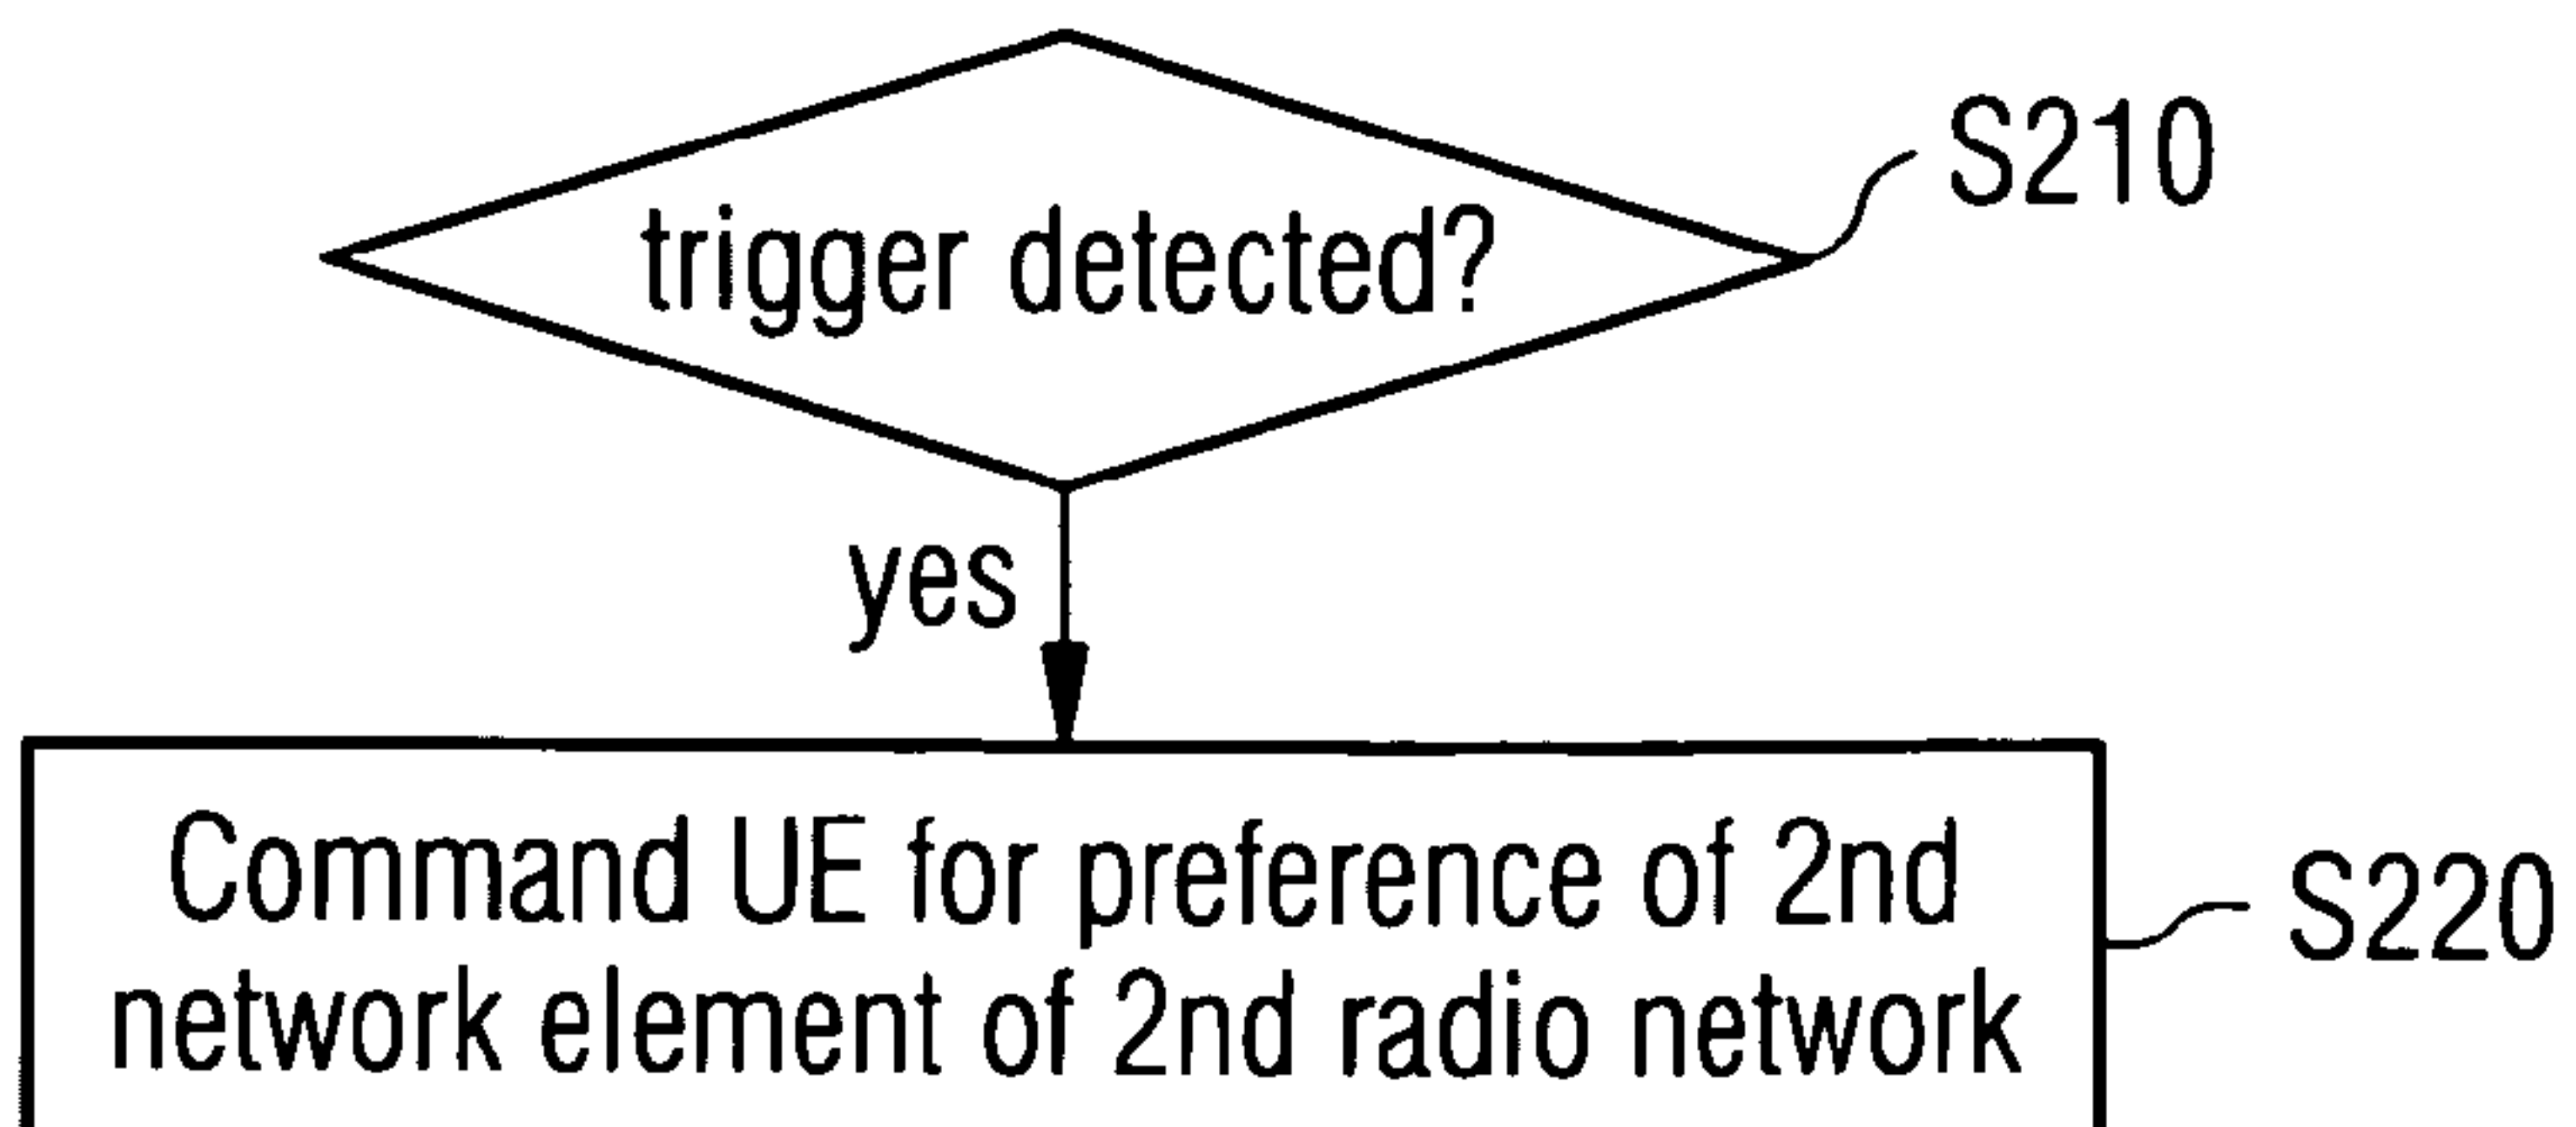 S210
trigger detected?
yes
Command UE for preference of 2nd
network element of 2nd radio network
S220